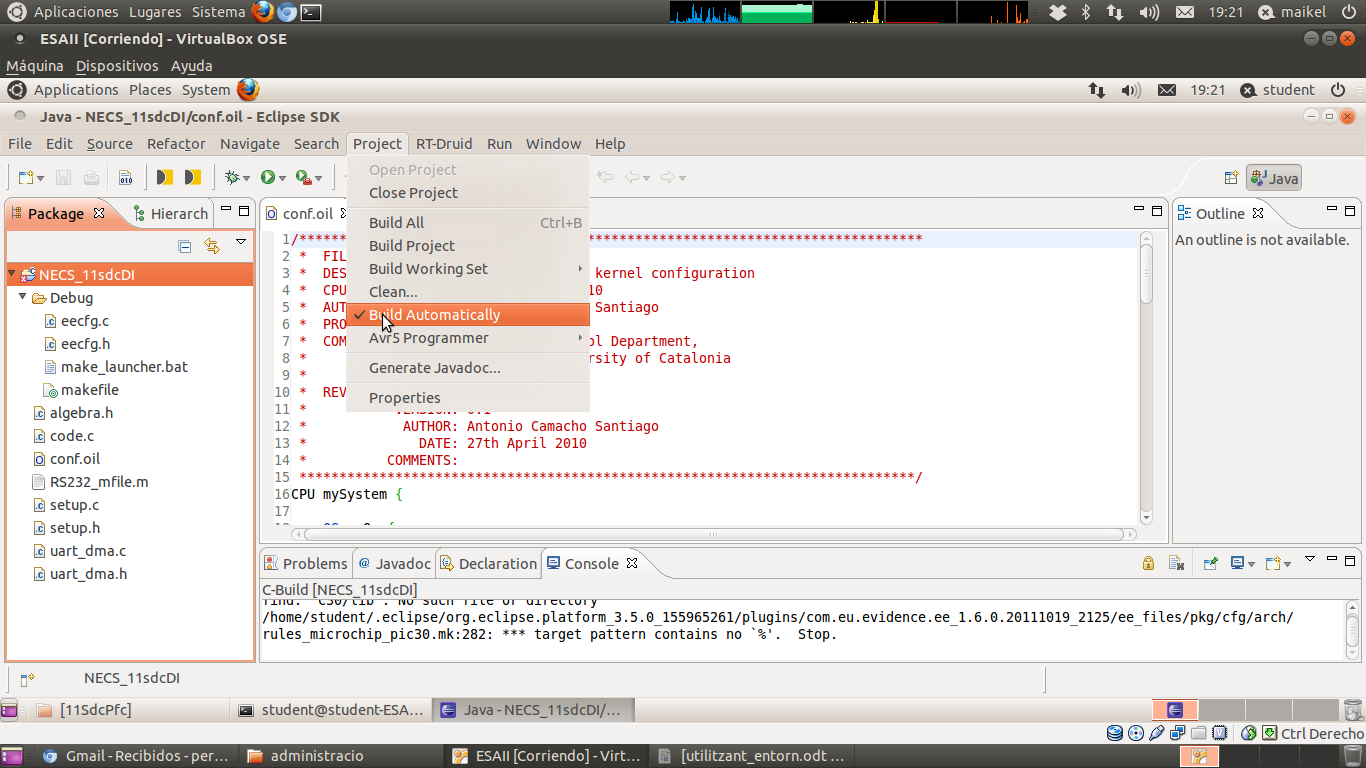 Aplicaciones Lugares Sistema 19:21 maikel
ESAII [Corriendo] - VirtualBox OSE
Máquina Dispositivos Ayuda
Applications Places System 19:21 student
Java - NECS_11sdcDI/conf.oil - Eclipse SDK
File Edit Source Refactor Navigate Search Project RT-Druid Run Window Help
Java
Package Hierarch
NECS_11sdcDI
Debug
eecfg.c
eecfg.h
make_launcher.bat
makefile
algebra.h
code.c
conf.oil
RS232_mfile.m
setup.c
setup.h
uart_dma.c
uart_dma.h
Open Project
Close Project
Build All Ctrl+B
Build Project
Build Working Set
Clean...
Build Automatically
Avr5 Programmer
Generate Javadoc...
Properties
conf.oil
1 /******* ******************************************
2 * FIL
3 * DES kernel configuration
4 * CPU 10
5 * AUT Santiago
6 * PRO
7 * COM ol Department,
8 * rsity of Catalonia
9 *
10 * REV
11 * VERSION: 0.1
12 * AUTHOR: Antonio Camacho Santiago
13 * DATE: 27th April 2010
14 * COMMENTS:
15 *****************************************************************************/
16 CPU mySystem {
17
Outline
An outline is not available.
Problems Javadoc Declaration Console
C-Build [NECS_11sdcDI]
find: `C30/lib': No such file or directory
/home/student/.eclipse/org.eclipse.platform_3.5.0_155965261/plugins/com.eu.evidence.ee_1.6.0.20111019_2125/ee_files/pkg/cfg/arch/
rules_microchip_pic30.mk:282: *** target pattern contains no `%'. Stop.
NECS_11sdcDI
[11SdcPfc] student@student-ESA... Java - NECS_11sdcDI/...
Ctrl Derecho
Gmail - Recibidos - per... administracio ESAII [Corriendo] - Virt... [utilitzant_entorn.odt ...